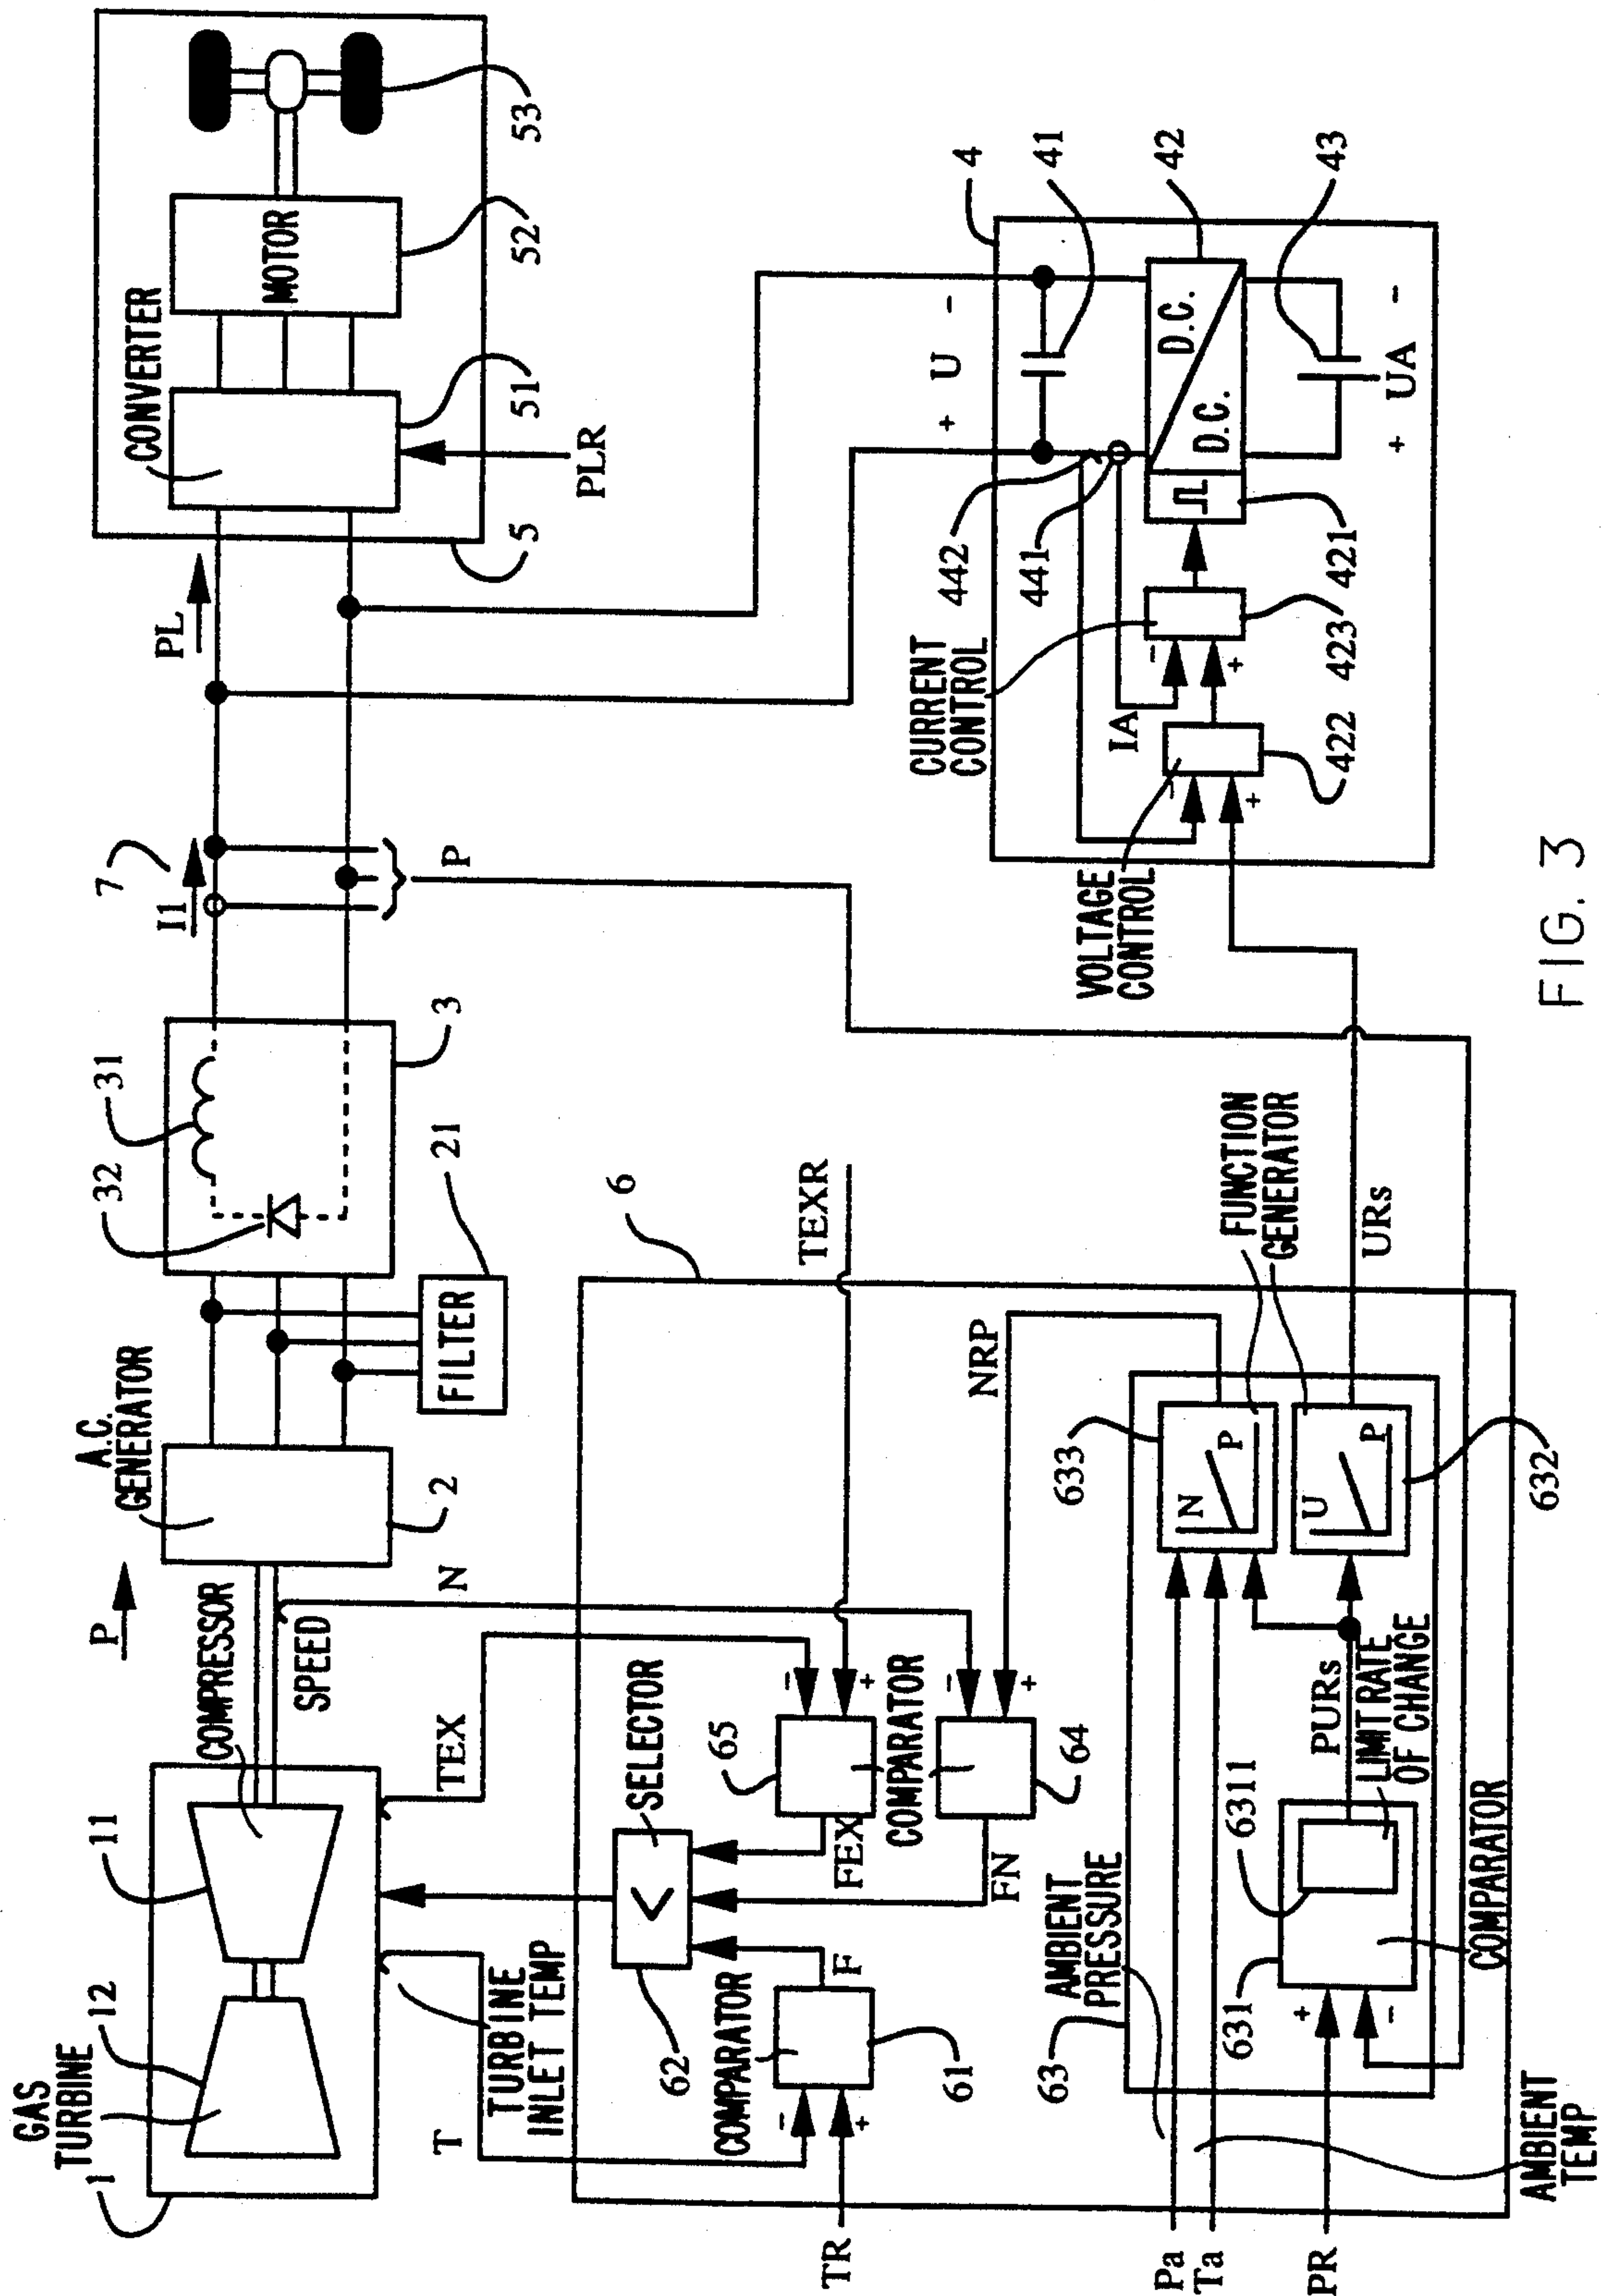 GAS
TURBINE
1
12
11
COMPRESSOR
P
A.C.
GENERATOR
2
SPEED
N
TEX
T
TURBINE
INLET TEMP
FILTER
21
32
31
3
7
I1
P
PL
5
CONVERTER
51
PLR
MOTOR
52
53
6
TEXR
SELECTOR
<
62
COMPARATOR
61
F
-
+
TR
65
FEX
-
+
COMPARATOR
64
FN
-
+
NRP
63
AMBIENT
PRESSURE
Pa
Ta
PR
AMBIENT
TEMP
631
6311
+
-
COMPARATOR
PURs
LIMIT RATE
OF CHANGE
633
N
P
U
P
632
FUNCTION
GENERATOR
URs
4
41
42
43
+ U -
442
441
D.C.
D.C.
+ UA -
421
423
422
CURRENT
CONTROL
IA
-
+
VOLTAGE
CONTROL
-
+
FIG. 3